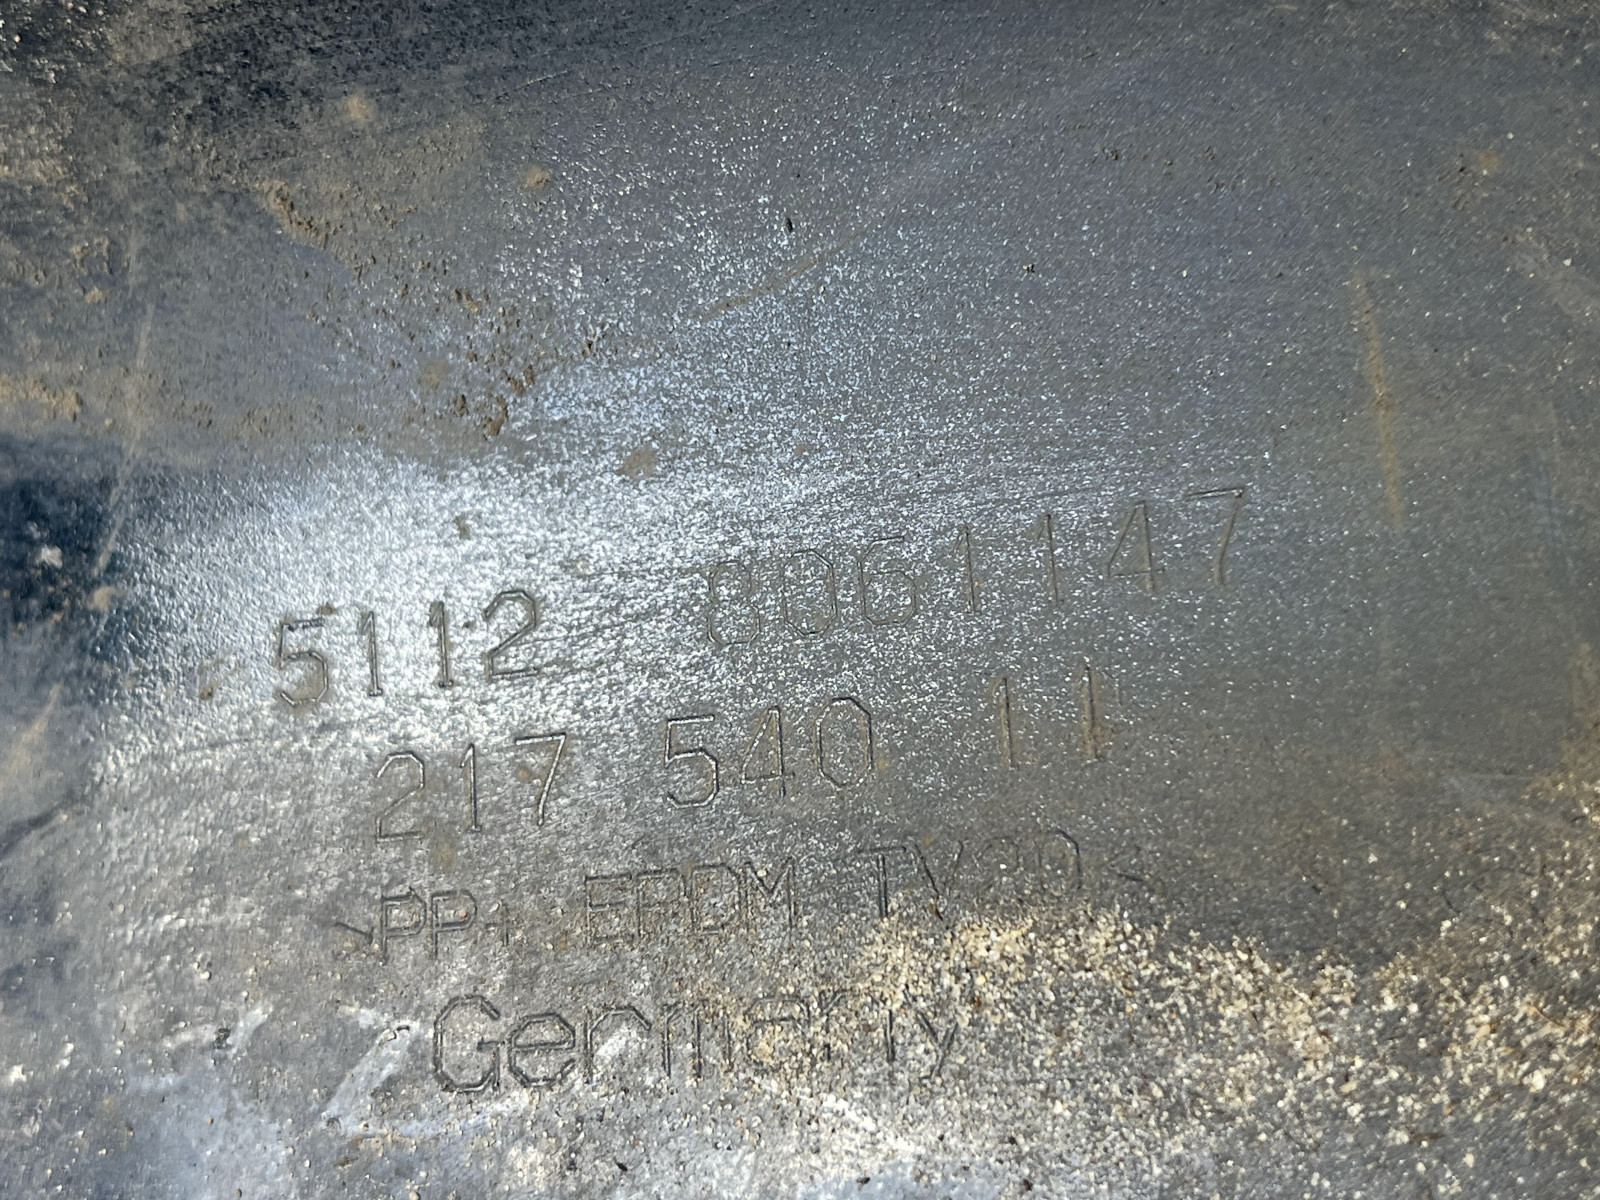 5112 8061147
217 540 11
>PP+ EPDM TV20<
Germany